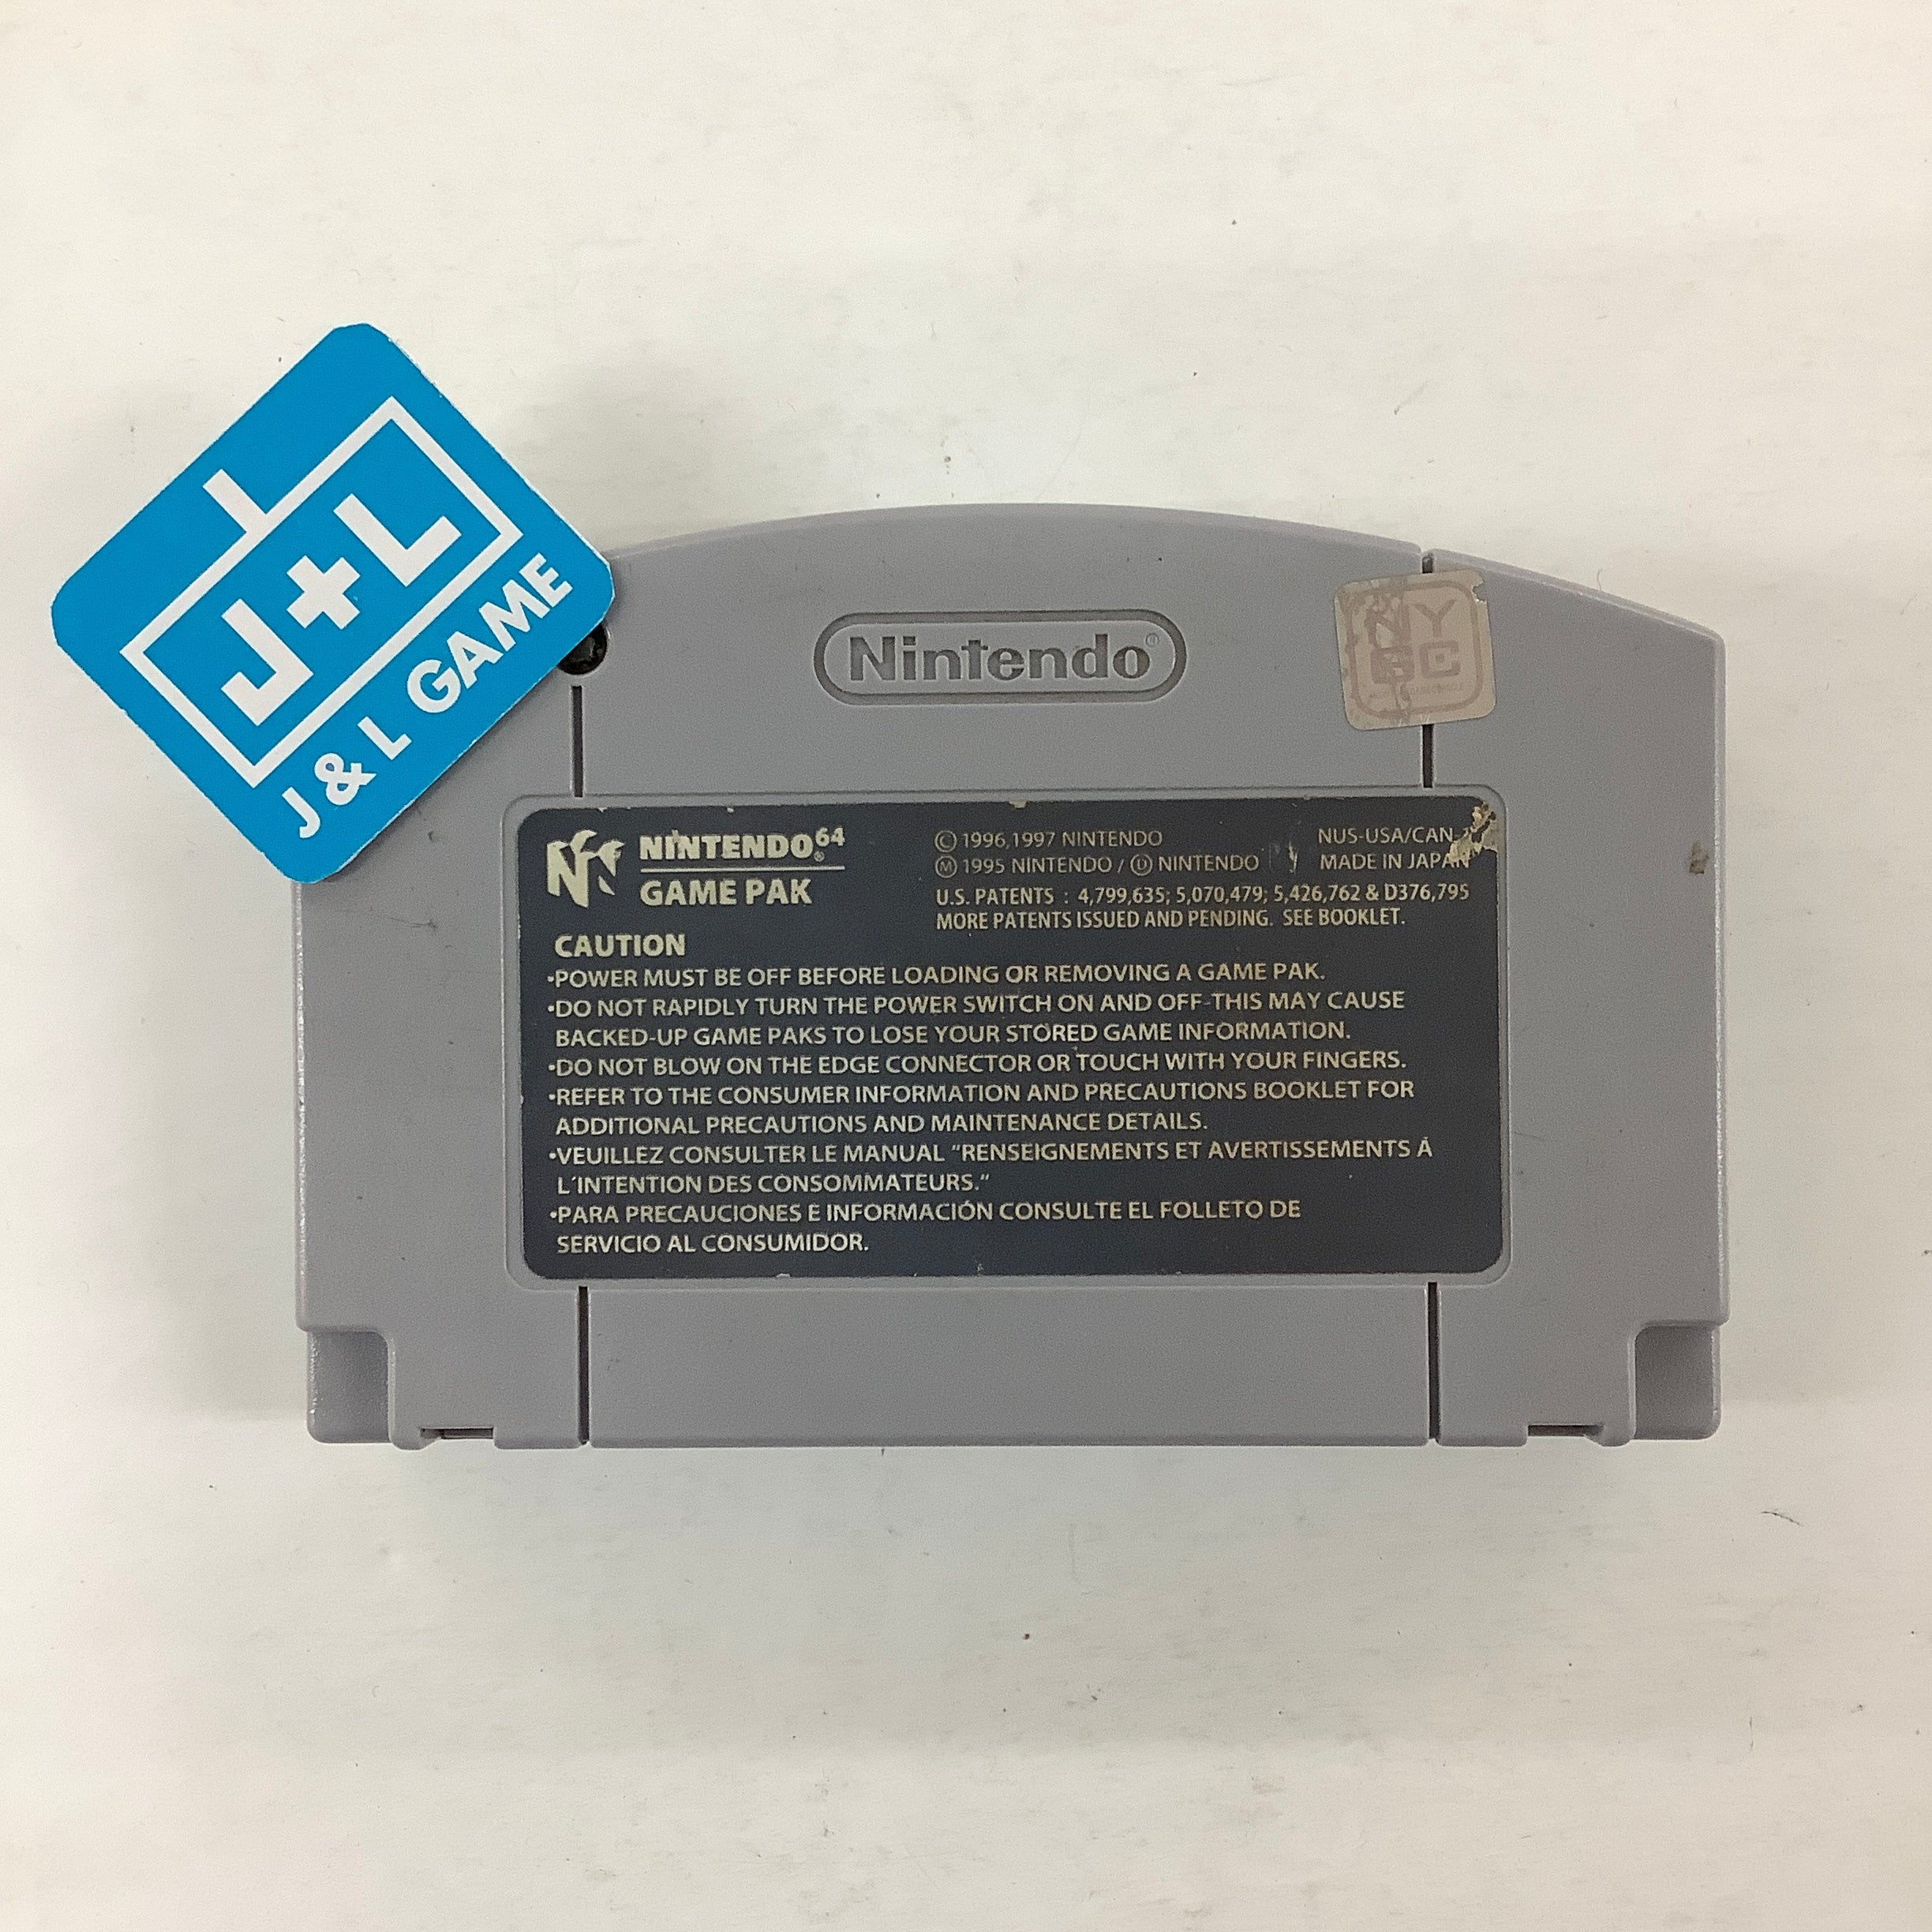 J+L
J & L GAME
Nintendo®
NY
GC
NINTENDO⁶⁴®
GAME PAK
© 1996,1997 NINTENDO
Ⓜ 1995 NINTENDO / Ⓓ NINTENDO
NUS-USA/CAN-
MADE IN JAPAN
U.S. PATENTS : 4,799,635; 5,070,479; 5,426,762 & D376,795
MORE PATENTS ISSUED AND PENDING. SEE BOOKLET.
CAUTION
•POWER MUST BE OFF BEFORE LOADING OR REMOVING A GAME PAK.
•DO NOT RAPIDLY TURN THE POWER SWITCH ON AND OFF-THIS MAY CAUSE
BACKED-UP GAME PAKS TO LOSE YOUR STORED GAME INFORMATION.
•DO NOT BLOW ON THE EDGE CONNECTOR OR TOUCH WITH YOUR FINGERS.
•REFER TO THE CONSUMER INFORMATION AND PRECAUTIONS BOOKLET FOR
ADDITIONAL PRECAUTIONS AND MAINTENANCE DETAILS.
•VEUILLEZ CONSULTER LE MANUAL "RENSEIGNEMENTS ET AVERTISSEMENTS Á
L'INTENTION DES CONSOMMATEURS."
•PARA PRECAUCIONES E INFORMACIÓN CONSULTE EL FOLLETO DE
SERVICIO AL CONSUMIDOR.